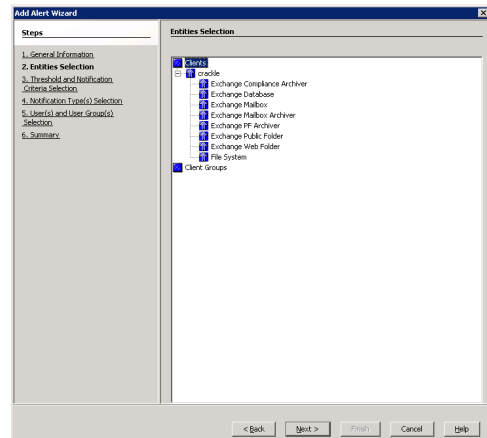 Add Alert Wizard
Steps
1. General Information
2. Entities Selection
3. Threshold and Notification
Criteria Selection
4. Notification Type(s) Selection
5. User(s) and User Group(s)
Selection
6. Summary
Entities Selection
Clients
crackle
Exchange Compliance Archiver
Exchange Database
Exchange Mailbox
Exchange Mailbox Archiver
Exchange PF Archiver
Exchange Public Folder
Exchange Web Folder
File System
Client Groups
< Back
Next >
Finish
Cancel
Help